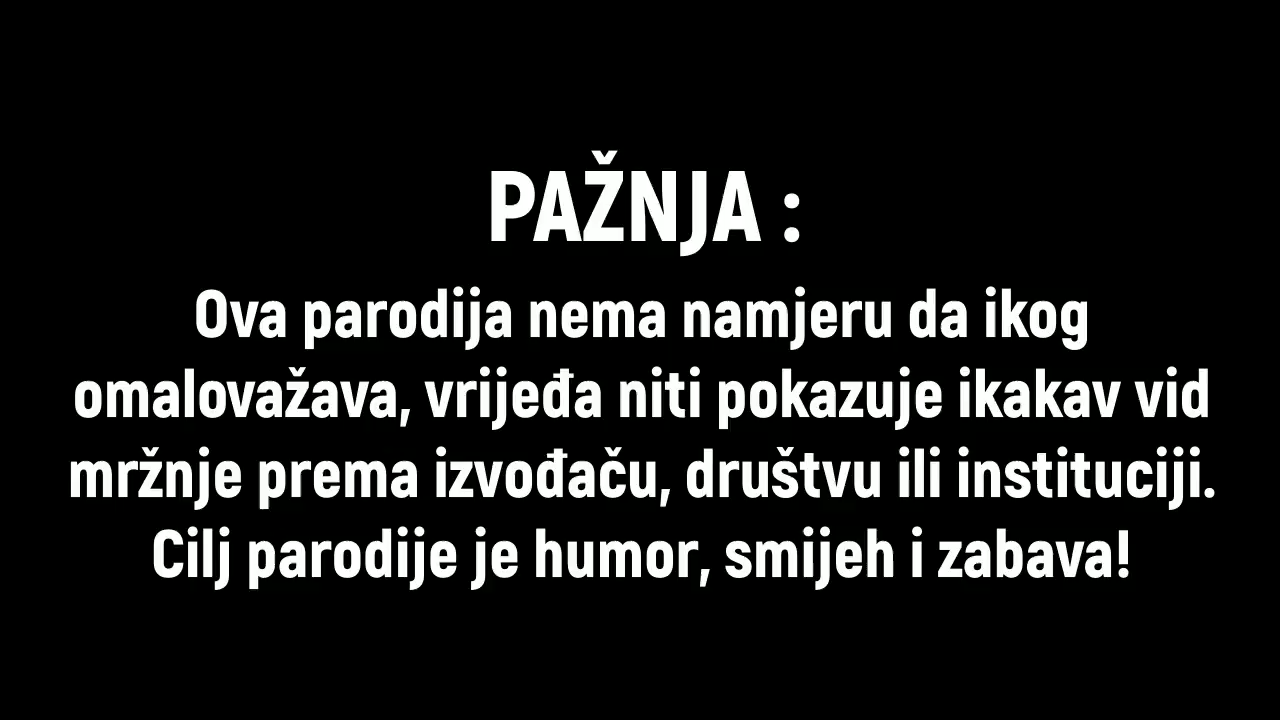 PAŽNJA :
Ova parodija nema namjeru da ikog
omalovažava, vrijeđa niti pokazuje ikakav vid
mržnje prema izvođaču, društvu ili instituciji.
Cilj parodije je humor, smijeh i zabava!